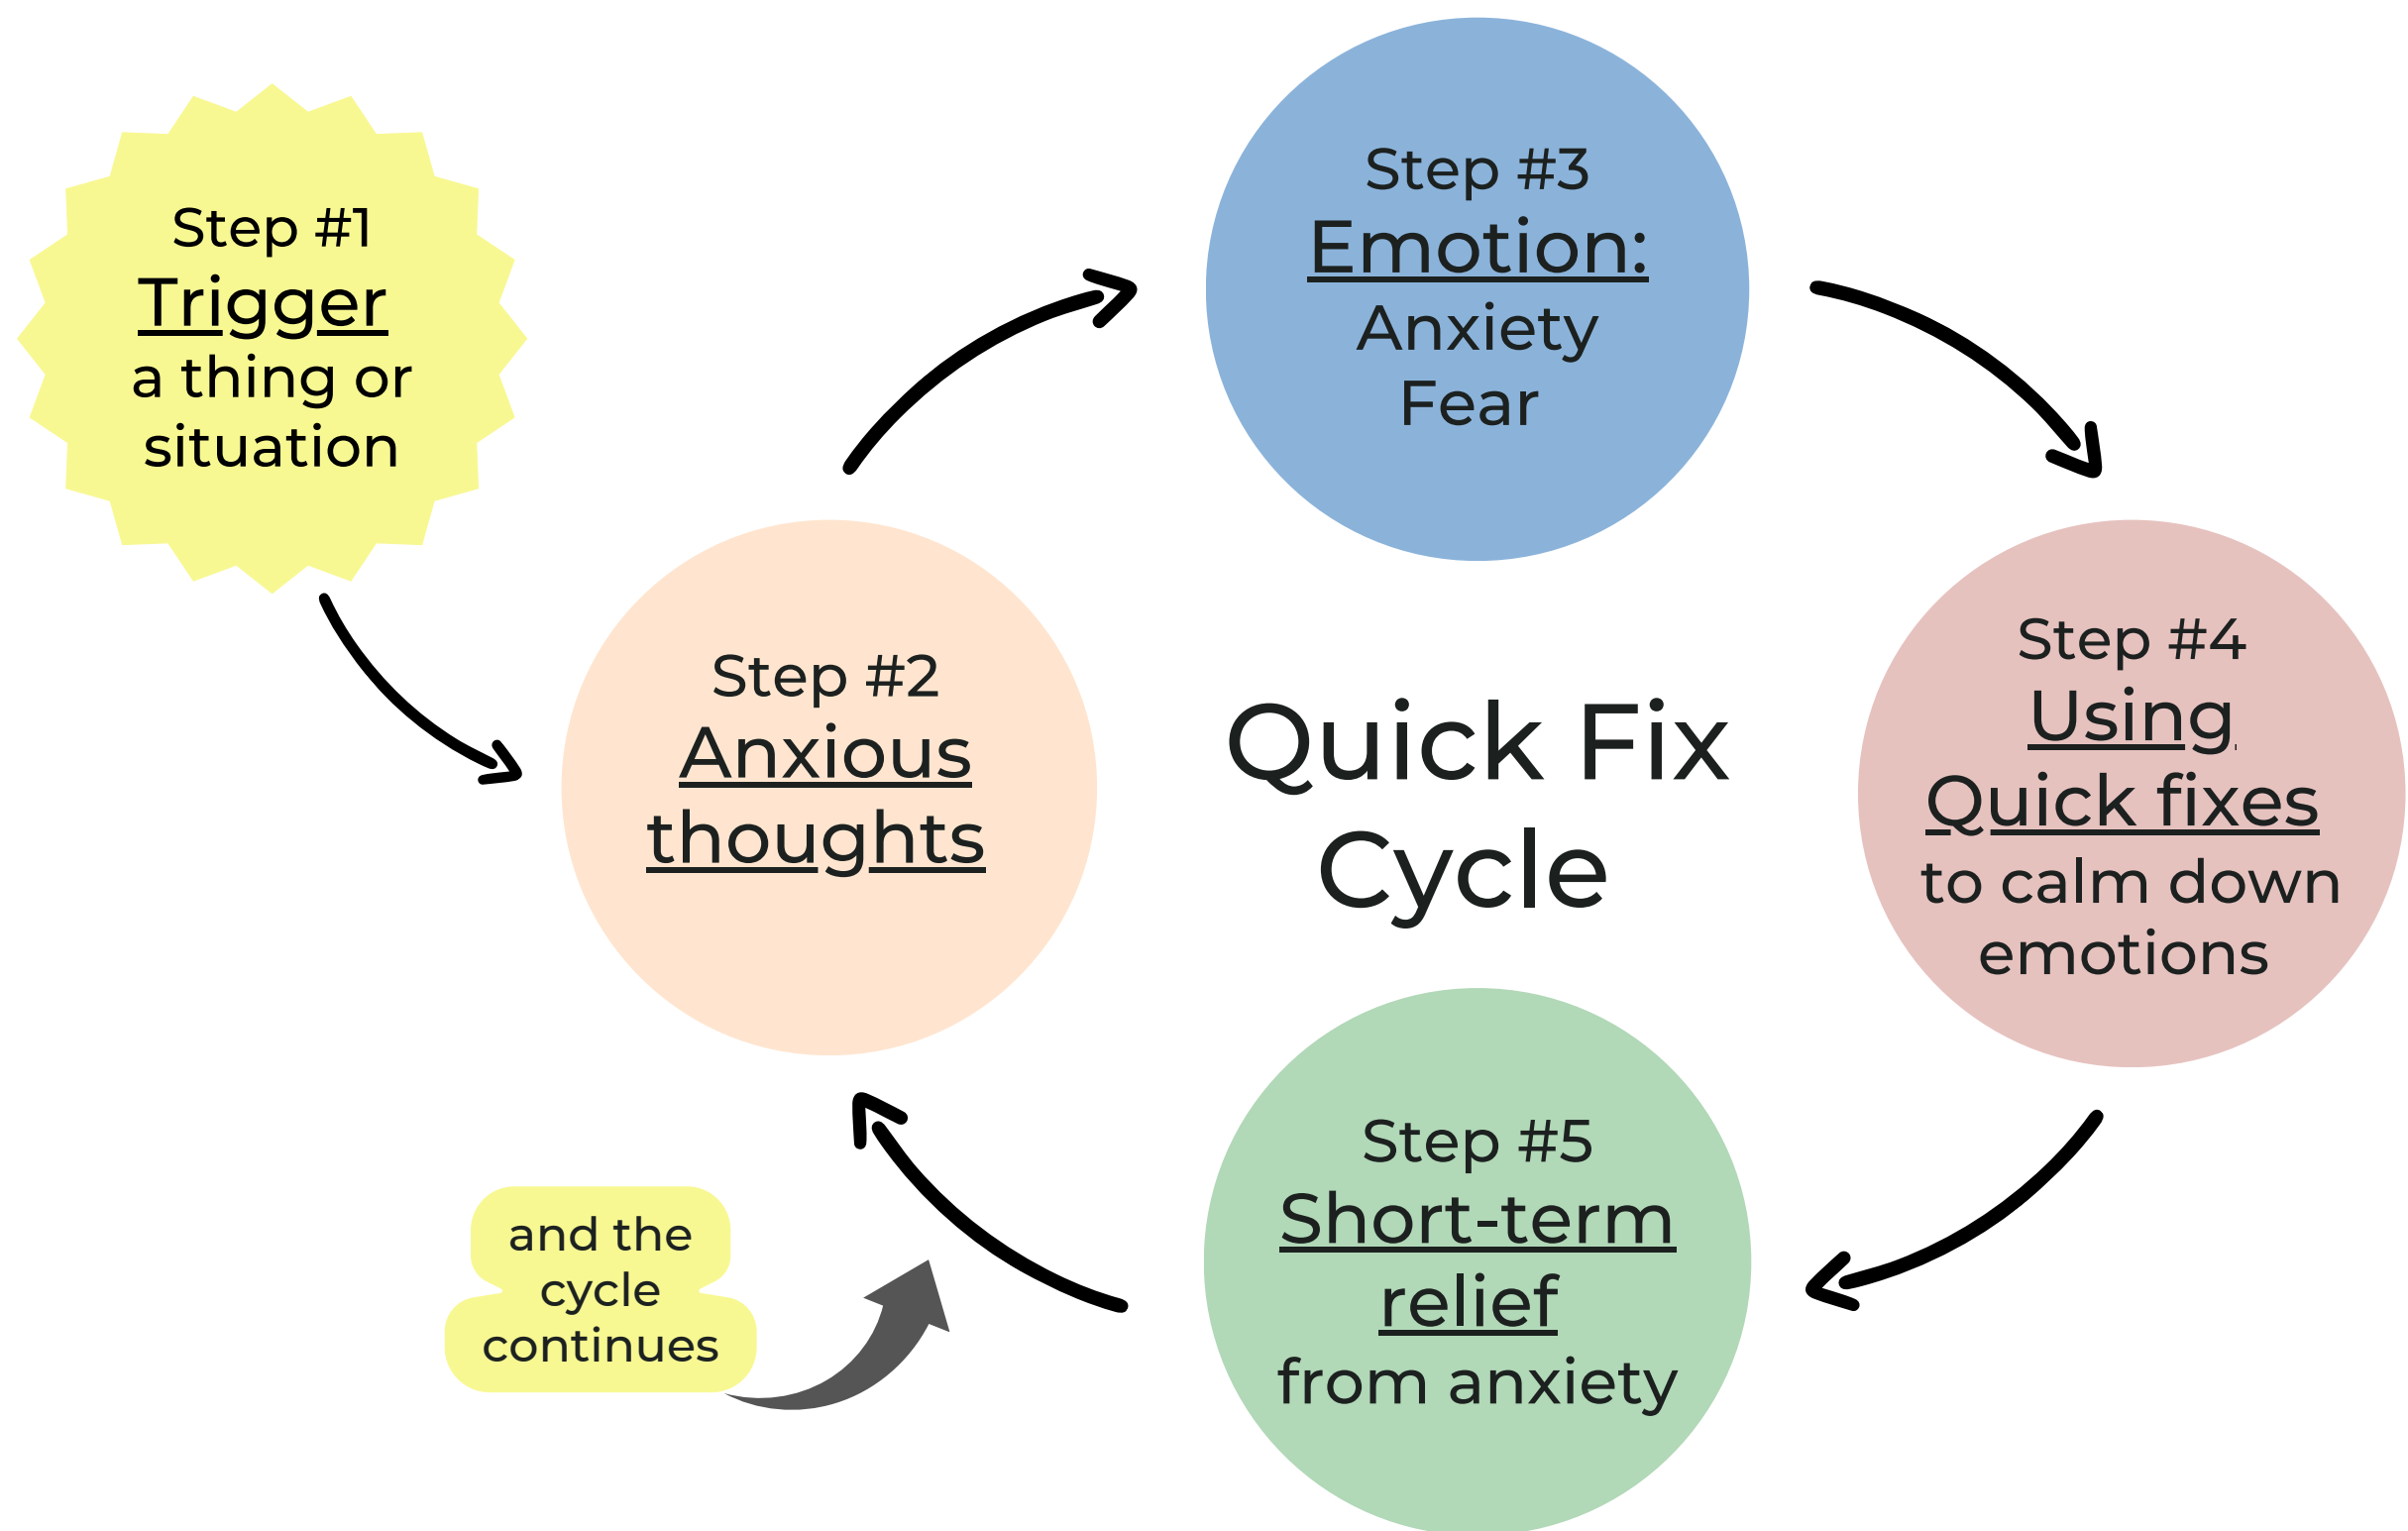 Step #1
Trigger
a thing or
situation
Step #2
Anxious
thoughts
Step #3
Emotion:
Anxiety
Fear
Step #4
Using
Quick fixes
to calm down
emotions
Quick Fix
Cycle
Step #5
Short-term
relief
from anxiety
and the
cycle
continues